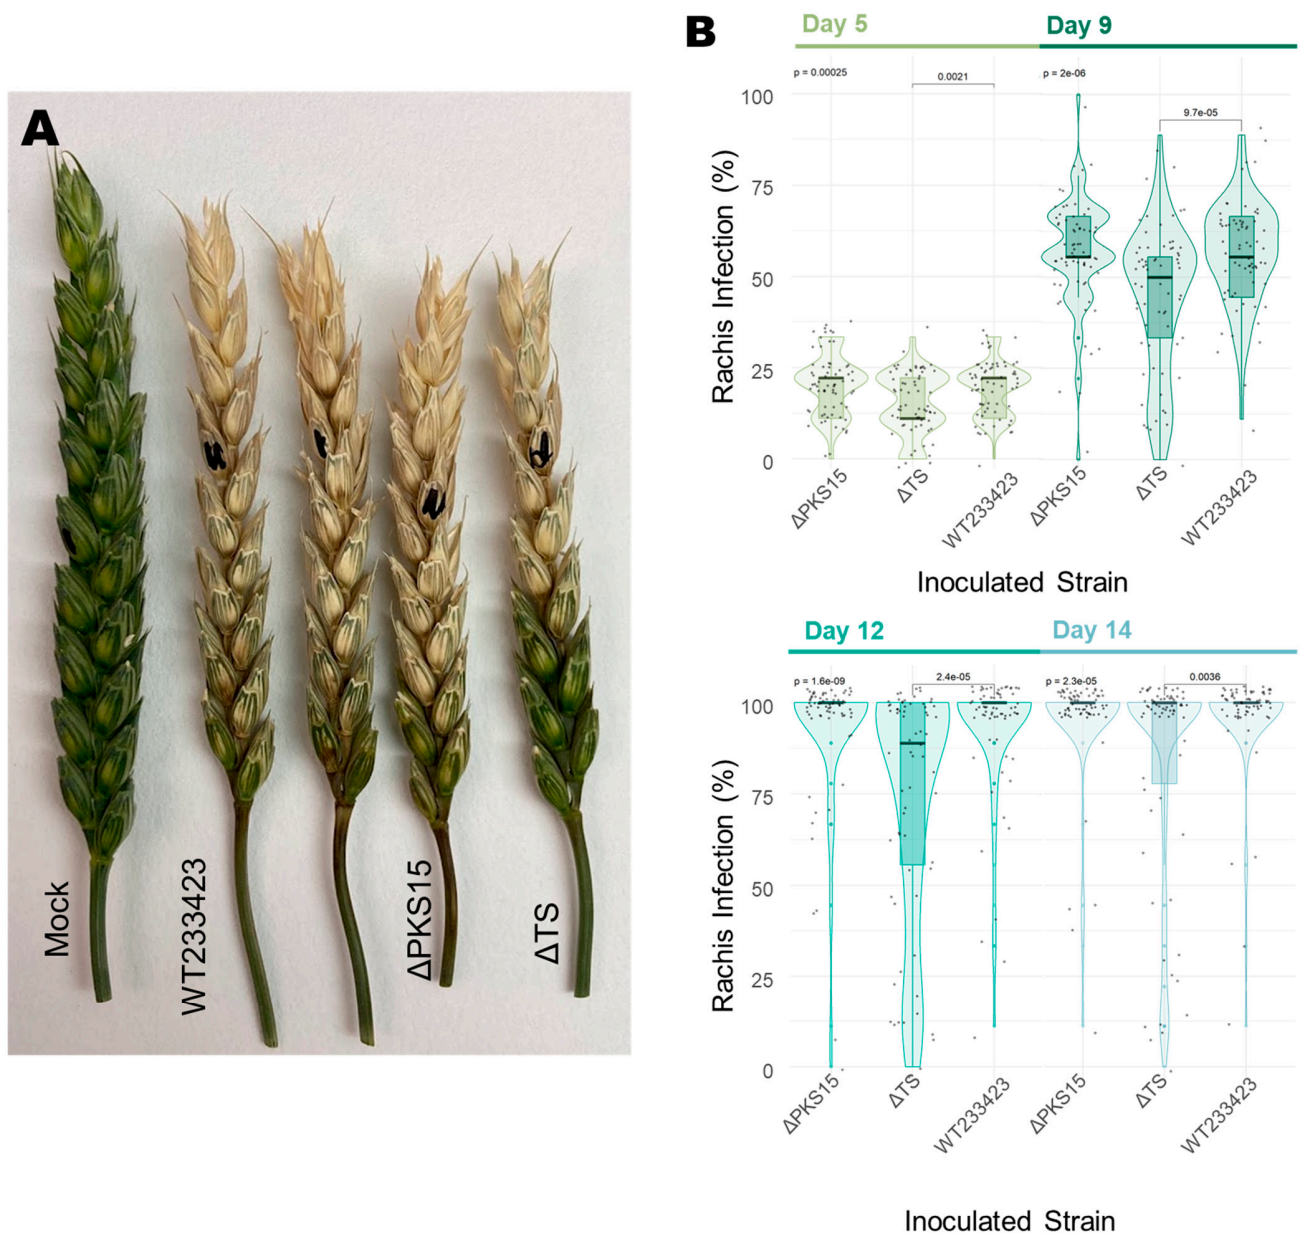 A
Mock
WT233423
ΔPKS15
ΔTS
B
Day 5
Day 9
p = 0.00025
0.0021
p = 2e-06
9.7e-05
100
75
50
25
0
Rachis Infection (%)
ΔPKS15
ΔTS
WT233423
ΔPKS15
ΔTS
WT233423
Inoculated Strain
Day 12
Day 14
p = 1.6e-09
2.4e-05
p = 2.3e-05
0.0036
100
75
50
25
0
Rachis Infection (%)
ΔPKS15
ΔTS
WT233423
ΔPKS15
ΔTS
WT233423
Inoculated Strain